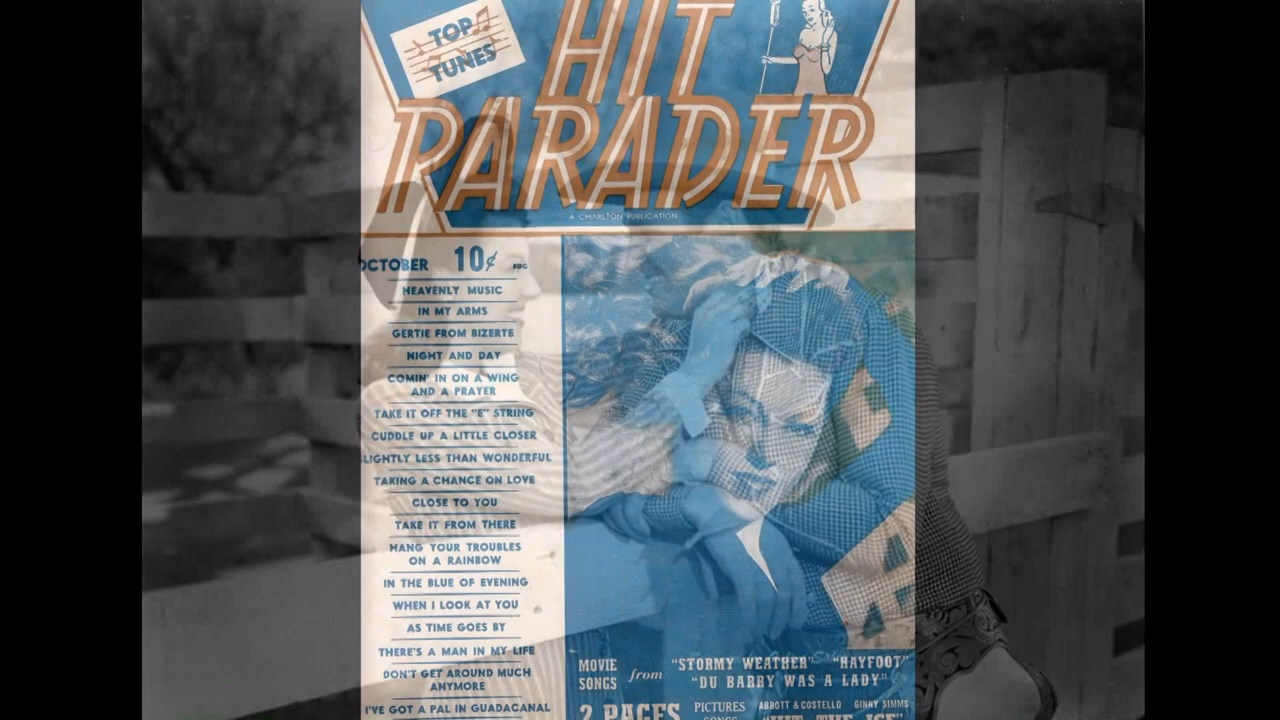 TOP
TUNES
HIT
PARADER
A CHARLTON PUBLICATION
OCTOBER 10¢
HEAVENLY MUSIC
IN MY ARMS
GERTIE FROM BIZERTE
NIGHT AND DAY
COMIN' IN ON A WING
AND A PRAYER
TAKE IT OFF THE "E" STRING
CUDDLE UP A LITTLE CLOSER
SLIGHTLY LESS THAN WONDERFUL
TAKING A CHANCE ON LOVE
CLOSE TO YOU
TAKE IT FROM THERE
HANG YOUR TROUBLES
ON A RAINBOW
IN THE BLUE OF EVENING
WHEN I LOOK AT YOU
AS TIME GOES BY
THERE'S A MAN IN MY LIFE
DON'T GET AROUND MUCH
ANYMORE
I'VE GOT A PAL IN GUADACANAL
MOVIE
SONGS from "STORMY WEATHER" "HAYFOOT"
"DU BARRY WAS A LADY"
2 PAGES PICTURES
SONGS
ABBOTT & COSTELLO GINNY SIMMS
"HIT THE ICE"